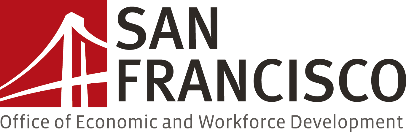 SAN
FRANCISCO
Office of Economic and Workforce Development